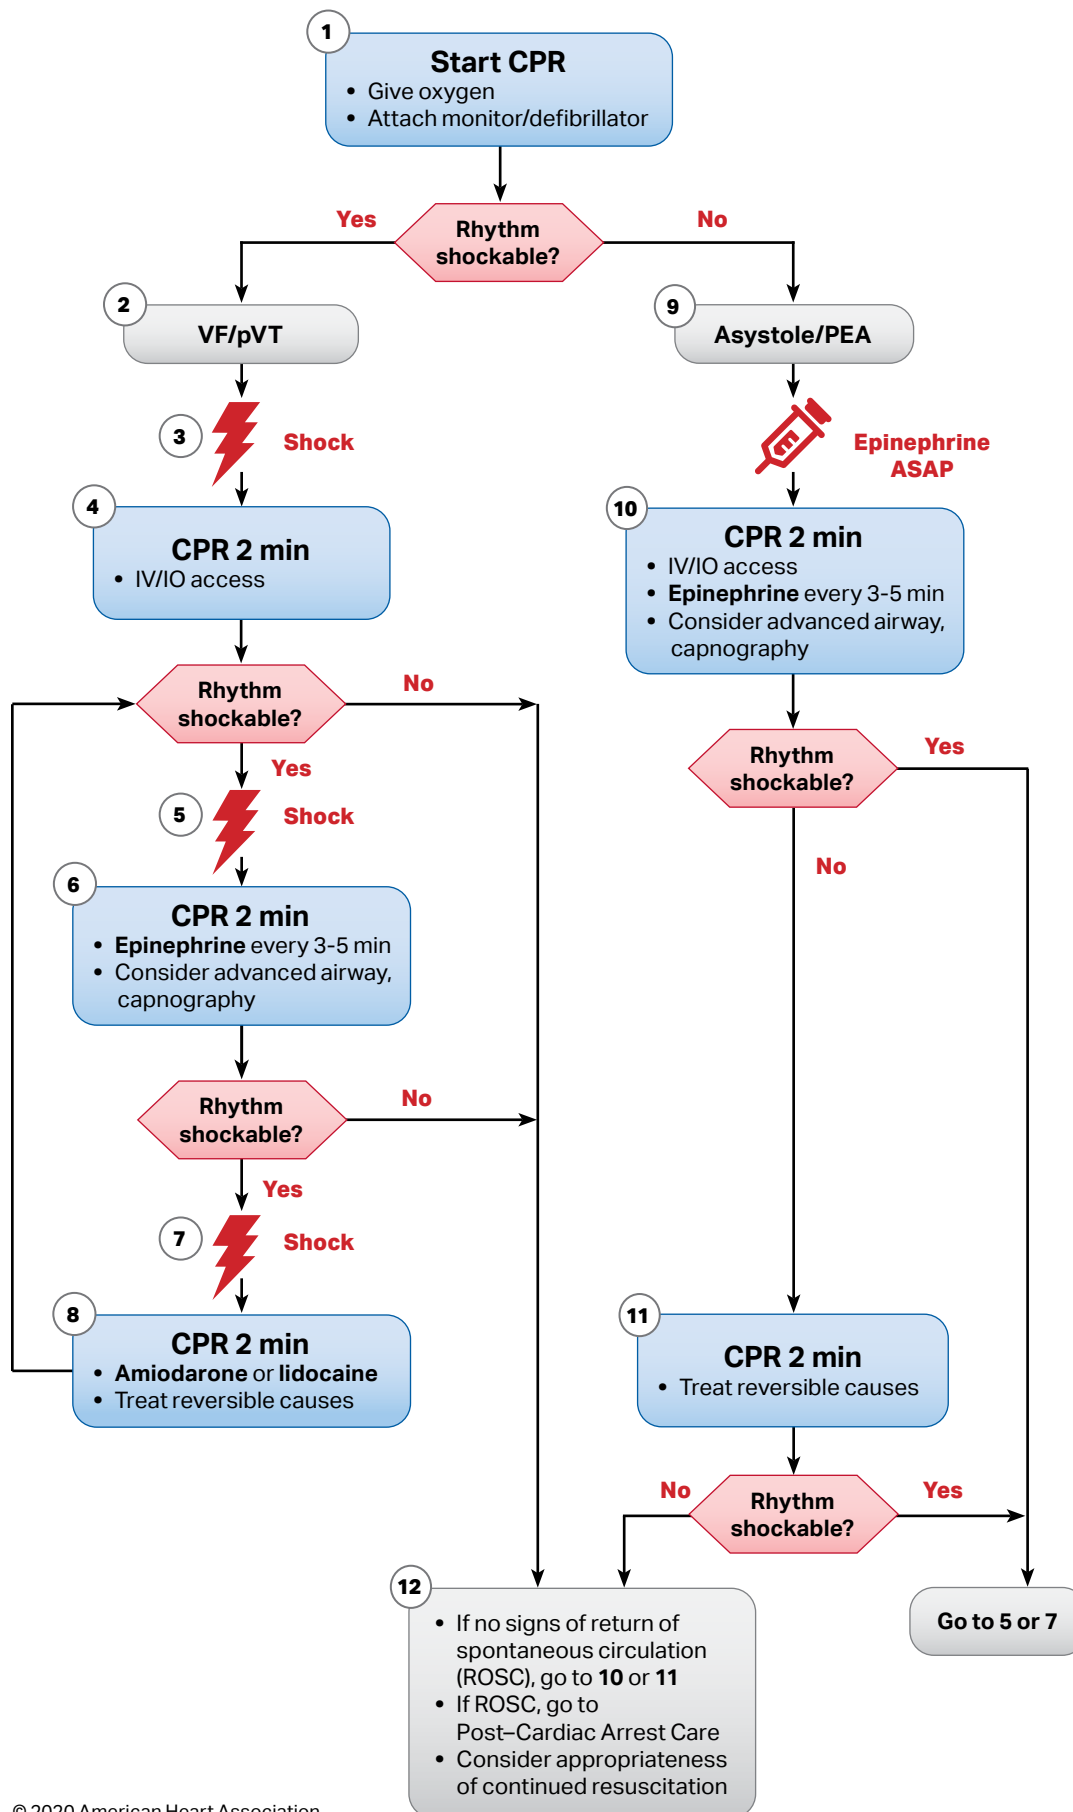 1
Start CPR
• Give oxygen
• Attach monitor/defibrillator
Rhythm
shockable?
Yes
No
2
VF/pVT
3
Shock
4
CPR 2 min
• IV/IO access
Rhythm
shockable?
No
Yes
5
Shock
6
CPR 2 min
• Epinephrine every 3-5 min
• Consider advanced airway,
capnography
Rhythm
shockable?
No
Yes
7
Shock
8
CPR 2 min
• Amiodarone or lidocaine
• Treat reversible causes
9
Asystole/PEA
Epinephrine
ASAP
10
CPR 2 min
• IV/IO access
• Epinephrine every 3-5 min
• Consider advanced airway,
capnography
Rhythm
shockable?
Yes
No
11
CPR 2 min
• Treat reversible causes
Rhythm
shockable?
No
Yes
12
• If no signs of return of
spontaneous circulation
(ROSC), go to 10 or 11
• If ROSC, go to
Post–Cardiac Arrest Care
• Consider appropriateness
of continued resuscitation
Go to 5 or 7
© 2020 American Heart Association